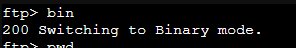 ftp> bin
200 Switching to Binary mode.
ftp> pwd